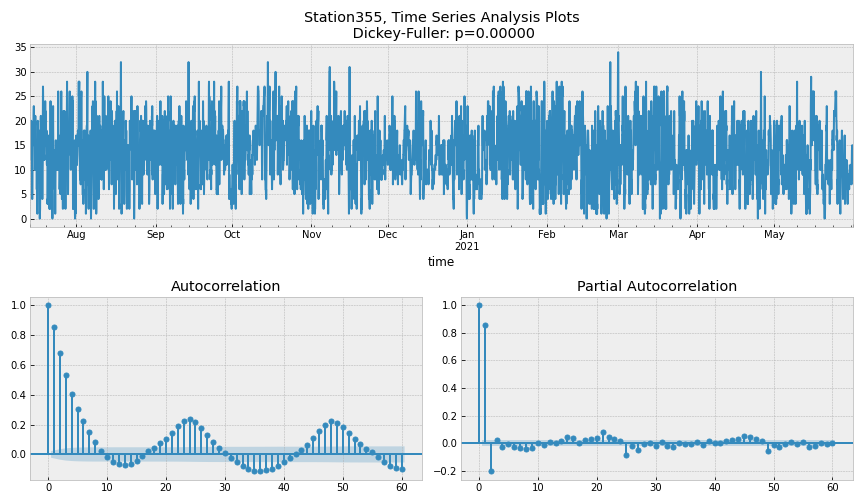 Station355, Time Series Analysis Plots
Dickey-Fuller: p=0.00000
35
30
25
20
15
10
5
0
Aug Sep Oct Nov Dec Jan Feb Mar Apr May
2021
time
Autocorrelation Partial Autocorrelation
1.0 1.0
0.8 0.8
0.6 0.6
0.4 0.4
0.2 0.2
0.0 0.0
−0.2
0 10 20 30 40 50 60 0 10 20 30 40 50 60